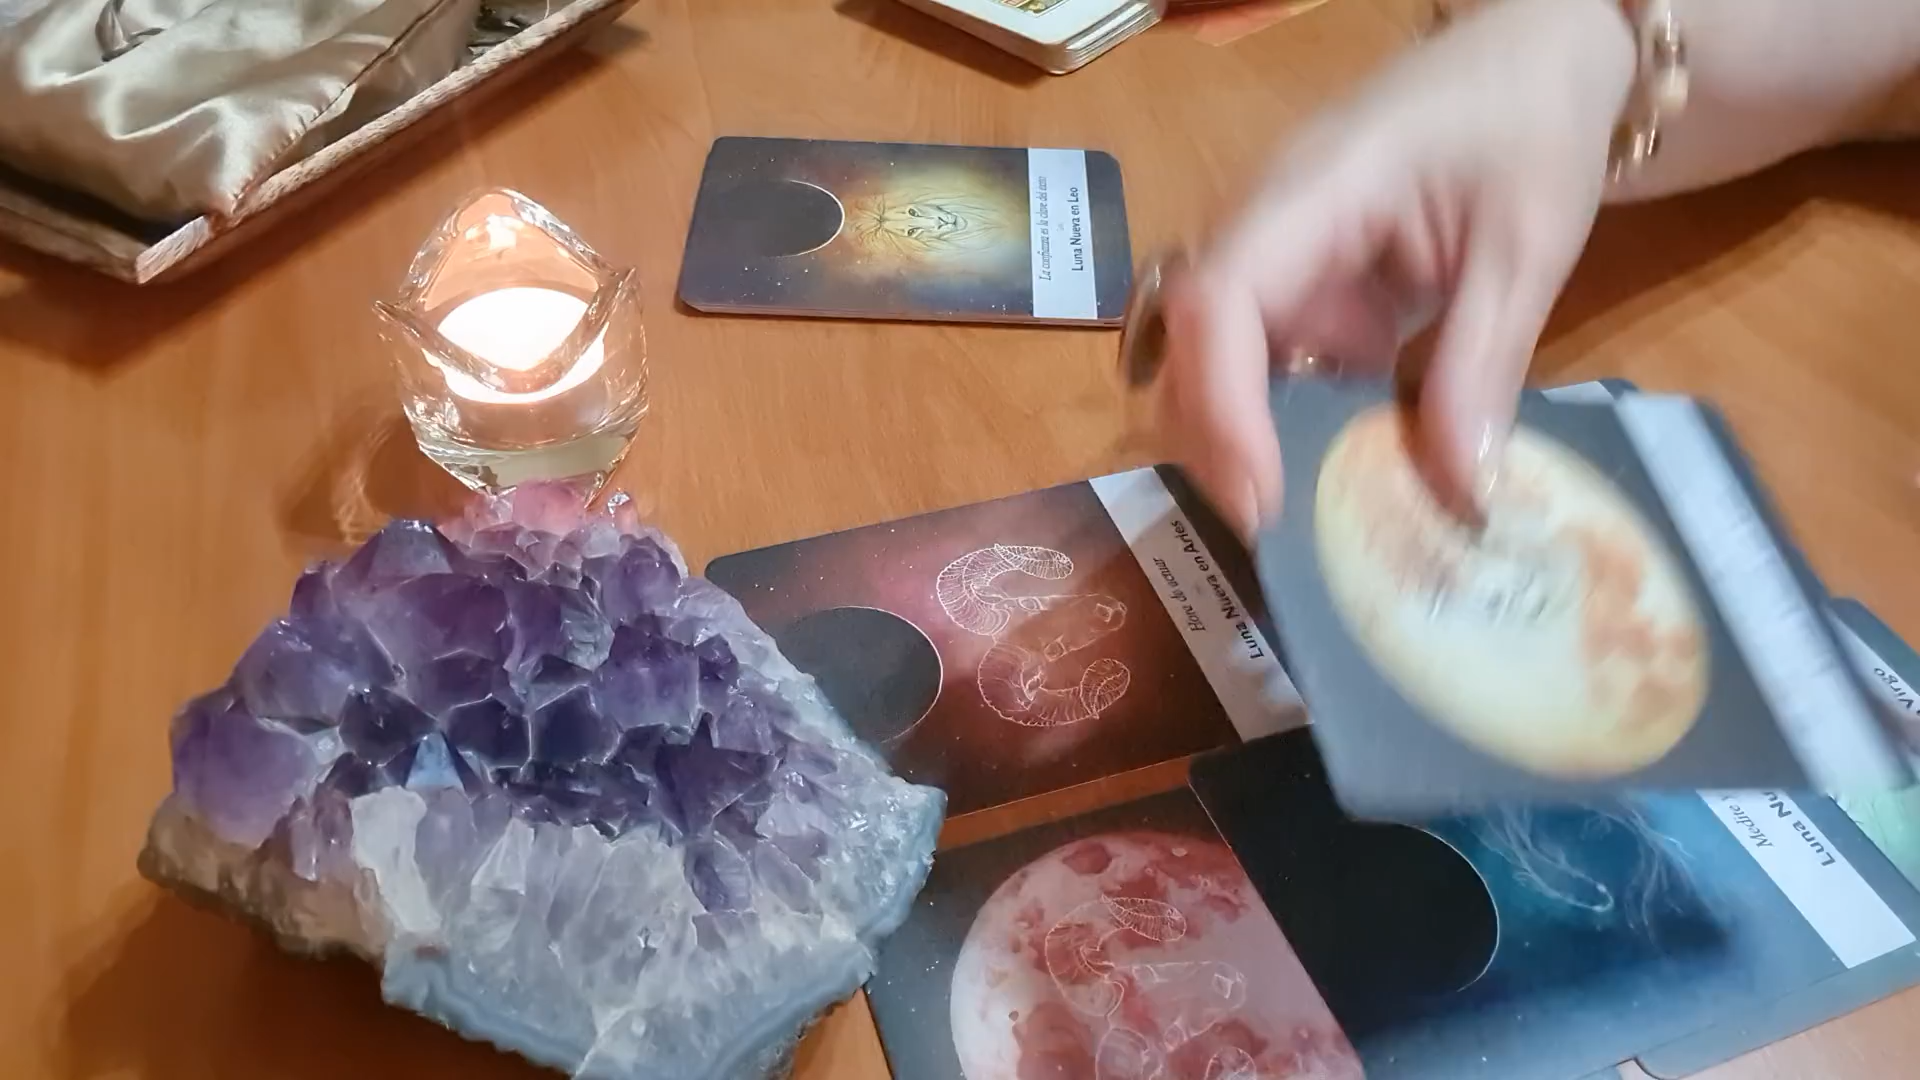 La confianza es la clave del éxito
Luna Nueva en Leo
Hora de actuar
Luna Nueva en Aries
Medite
Luna Nu
Virgo